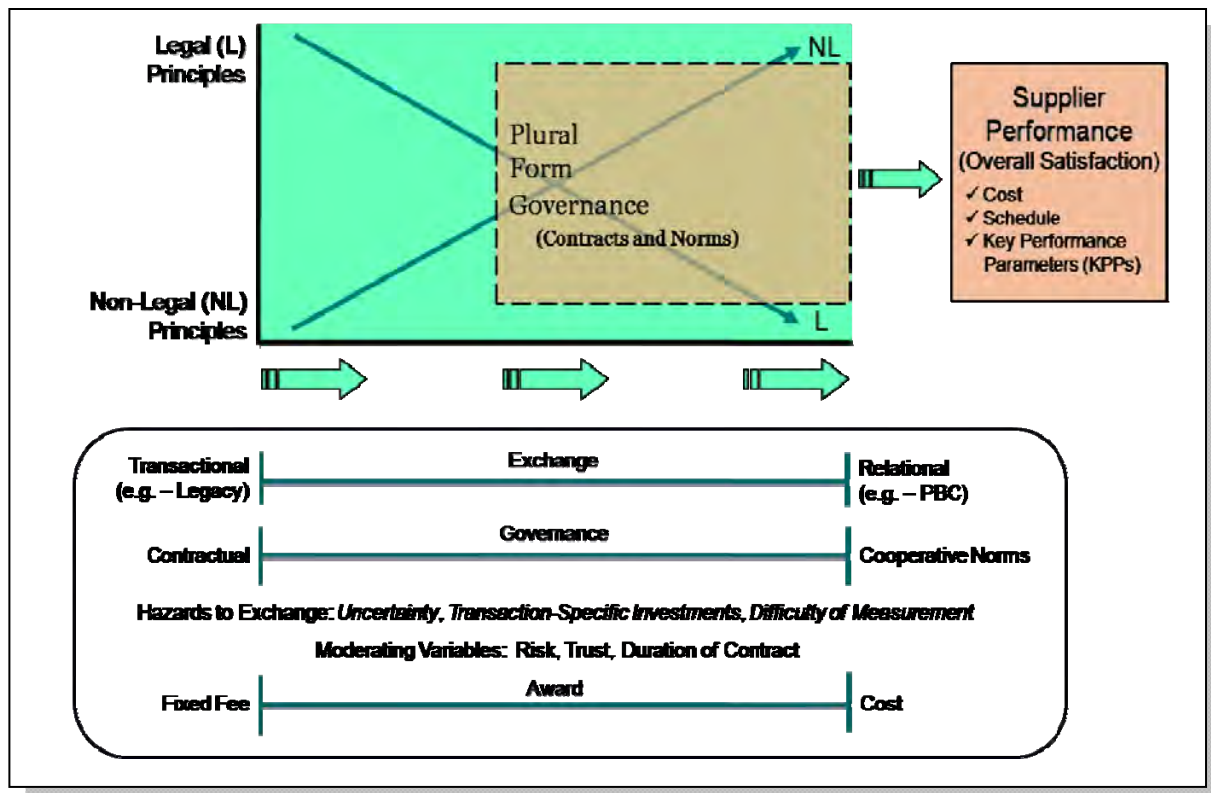 Legal (L)
Principles
NL
Plural
Form
Governance
(Contracts and Norms)
Non-Legal (NL)
Principles
L
Supplier
Performance
(Overall Satisfaction)
✓ Cost
✓ Schedule
✓ Key Performance
Parameters (KPPs)
Transactional
(e.g. – Legacy)
Exchange
Relational
(e.g. – PBC)
Contractual
Governance
Cooperative Norms
Hazards to Exchange: Uncertainty, Transaction-Specific Investments, Difficulty of Measurement
Moderating Variables: Risk, Trust, Duration of Contract
Fixed Fee
Award
Cost